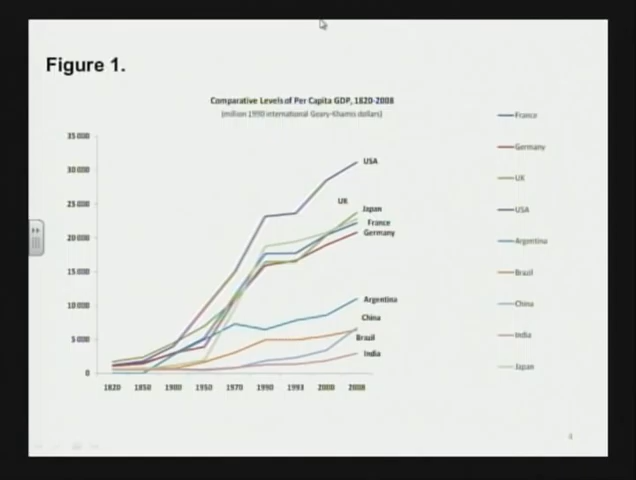 Figure 1.
Comparative Levels of Per Capita GDP, 1820-2008
(million 1990 international Geary-Khamis dollars)
35 000
30 000
25 000
20 000
15 000
10 000
5 000
0
1820 1850 1900 1950 1970 1990 1993 2000 2008
USA
UK
Japan
France
Germany
Argentina
China
Brazil
India
France
Germany
UK
USA
Argentina
Brazil
China
India
Japan
4